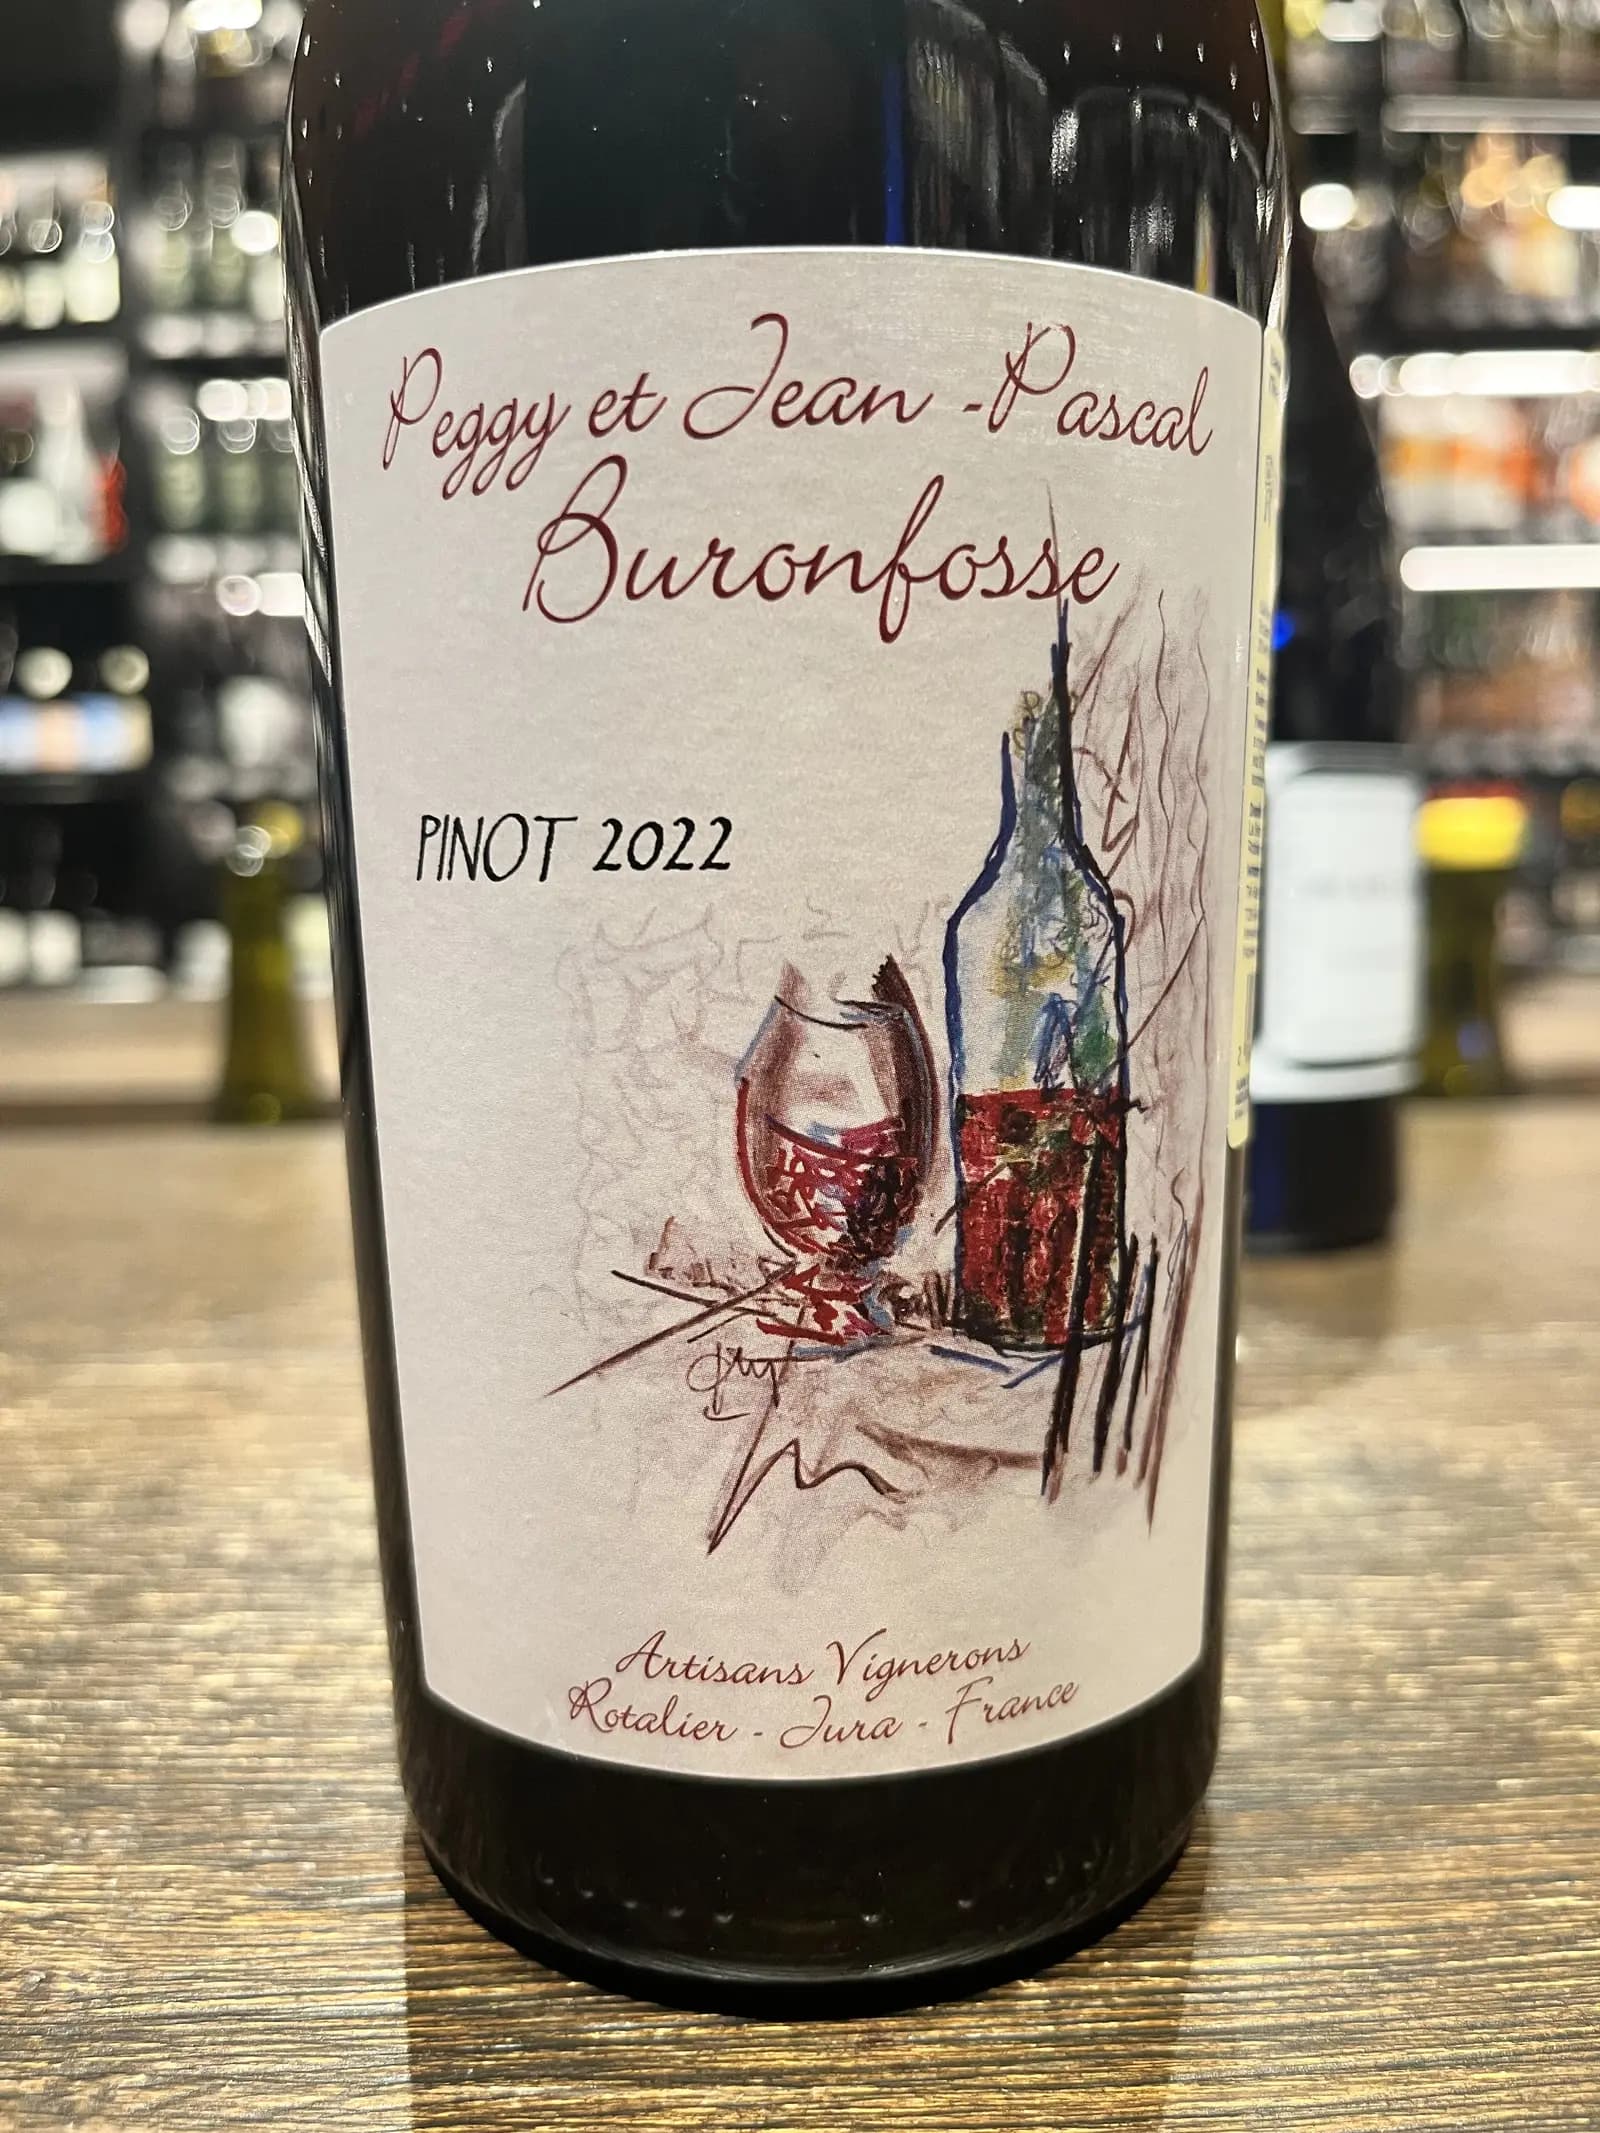 Peggy et Jean-Pascal
Buronfosse
PINOT 2022
Artisans Vignerons
Rotalier - Jura - France